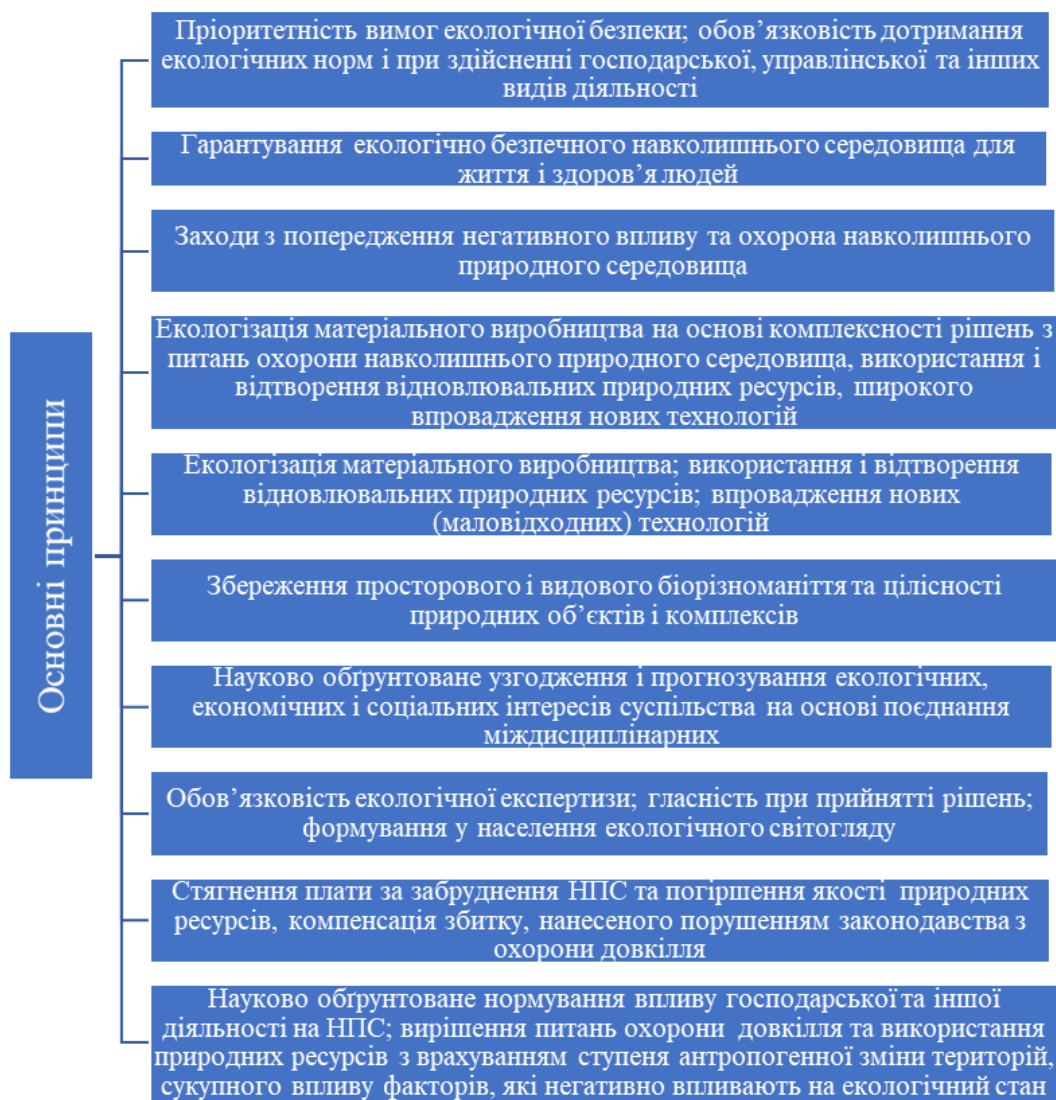 Основні принципи
Пріоритетність вимог екологічної безпеки; обов’язковість дотримання
екологічних норм і при здійсненні господарської, управлінської та інших
видів діяльності
Гарантування екологічно безпечного навколишнього середовища для
життя і здоров’я людей
Заходи з попередження негативного впливу та охорона навколишнього
природного середовища
Екологізація матеріального виробництва на основі комплексності рішень з
питань охорони навколишнього природного середовища, використання і
відтворення відновлювальних природних ресурсів, широкого
впровадження нових технологій
Екологізація матеріального виробництва; використання і відтворення
відновлювальних природних ресурсів; впровадження нових
(маловідходних) технологій
Збереження просторового і видового біорізноманіття та цілісності
природних об’єктів і комплексів
Науково обґрунтоване узгодження і прогнозування екологічних,
економічних і соціальних інтересів суспільства на основі поєднання
міждисциплінарних
Обов’язковість екологічної експертизи; гласність при прийнятті рішень;
формування у населення екологічного світогляду
Стягнення плати за забруднення НПС та погіршення якості природних
ресурсів, компенсація збитку, нанесеного порушенням законодавства з
охорони довкілля
Науково обґрунтоване нормування впливу господарської та іншої
діяльності на НПС; вирішення питань охорони довкілля та використання
природних ресурсів з врахуванням ступеня антропогенної зміни територій,
сукупного впливу факторів, які негативно впливають на екологічний стан